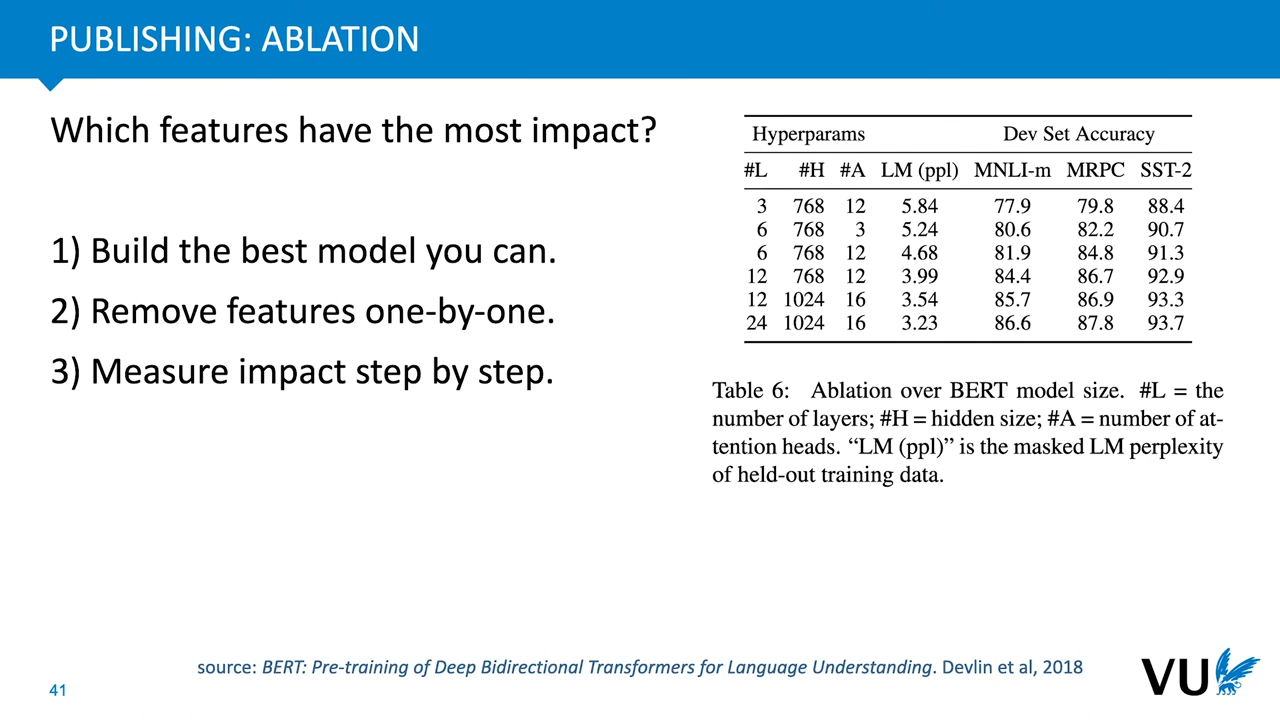 PUBLISHING: ABLATION
Which features have the most impact?
1) Build the best model you can.
2) Remove features one-by-one.
3) Measure impact step by step.
Hyperparams Dev Set Accuracy
#L #H #A LM (ppl) MNLI-m MRPC SST-2
3 768 12 5.84 77.9 79.8 88.4
6 768 3 5.24 80.6 82.2 90.7
6 768 12 4.68 81.9 84.8 91.3
12 768 12 3.99 84.4 86.7 92.9
12 1024 16 3.54 85.7 86.9 93.3
24 1024 16 3.23 86.6 87.8 93.7
Table 6: Ablation over BERT model size. #L = the
number of layers; #H = hidden size; #A = number of at-
tention heads. “LM (ppl)” is the masked LM perplexity
of held-out training data.
source: BERT: Pre-training of Deep Bidirectional Transformers for Language Understanding. Devlin et al, 2018
41
VU